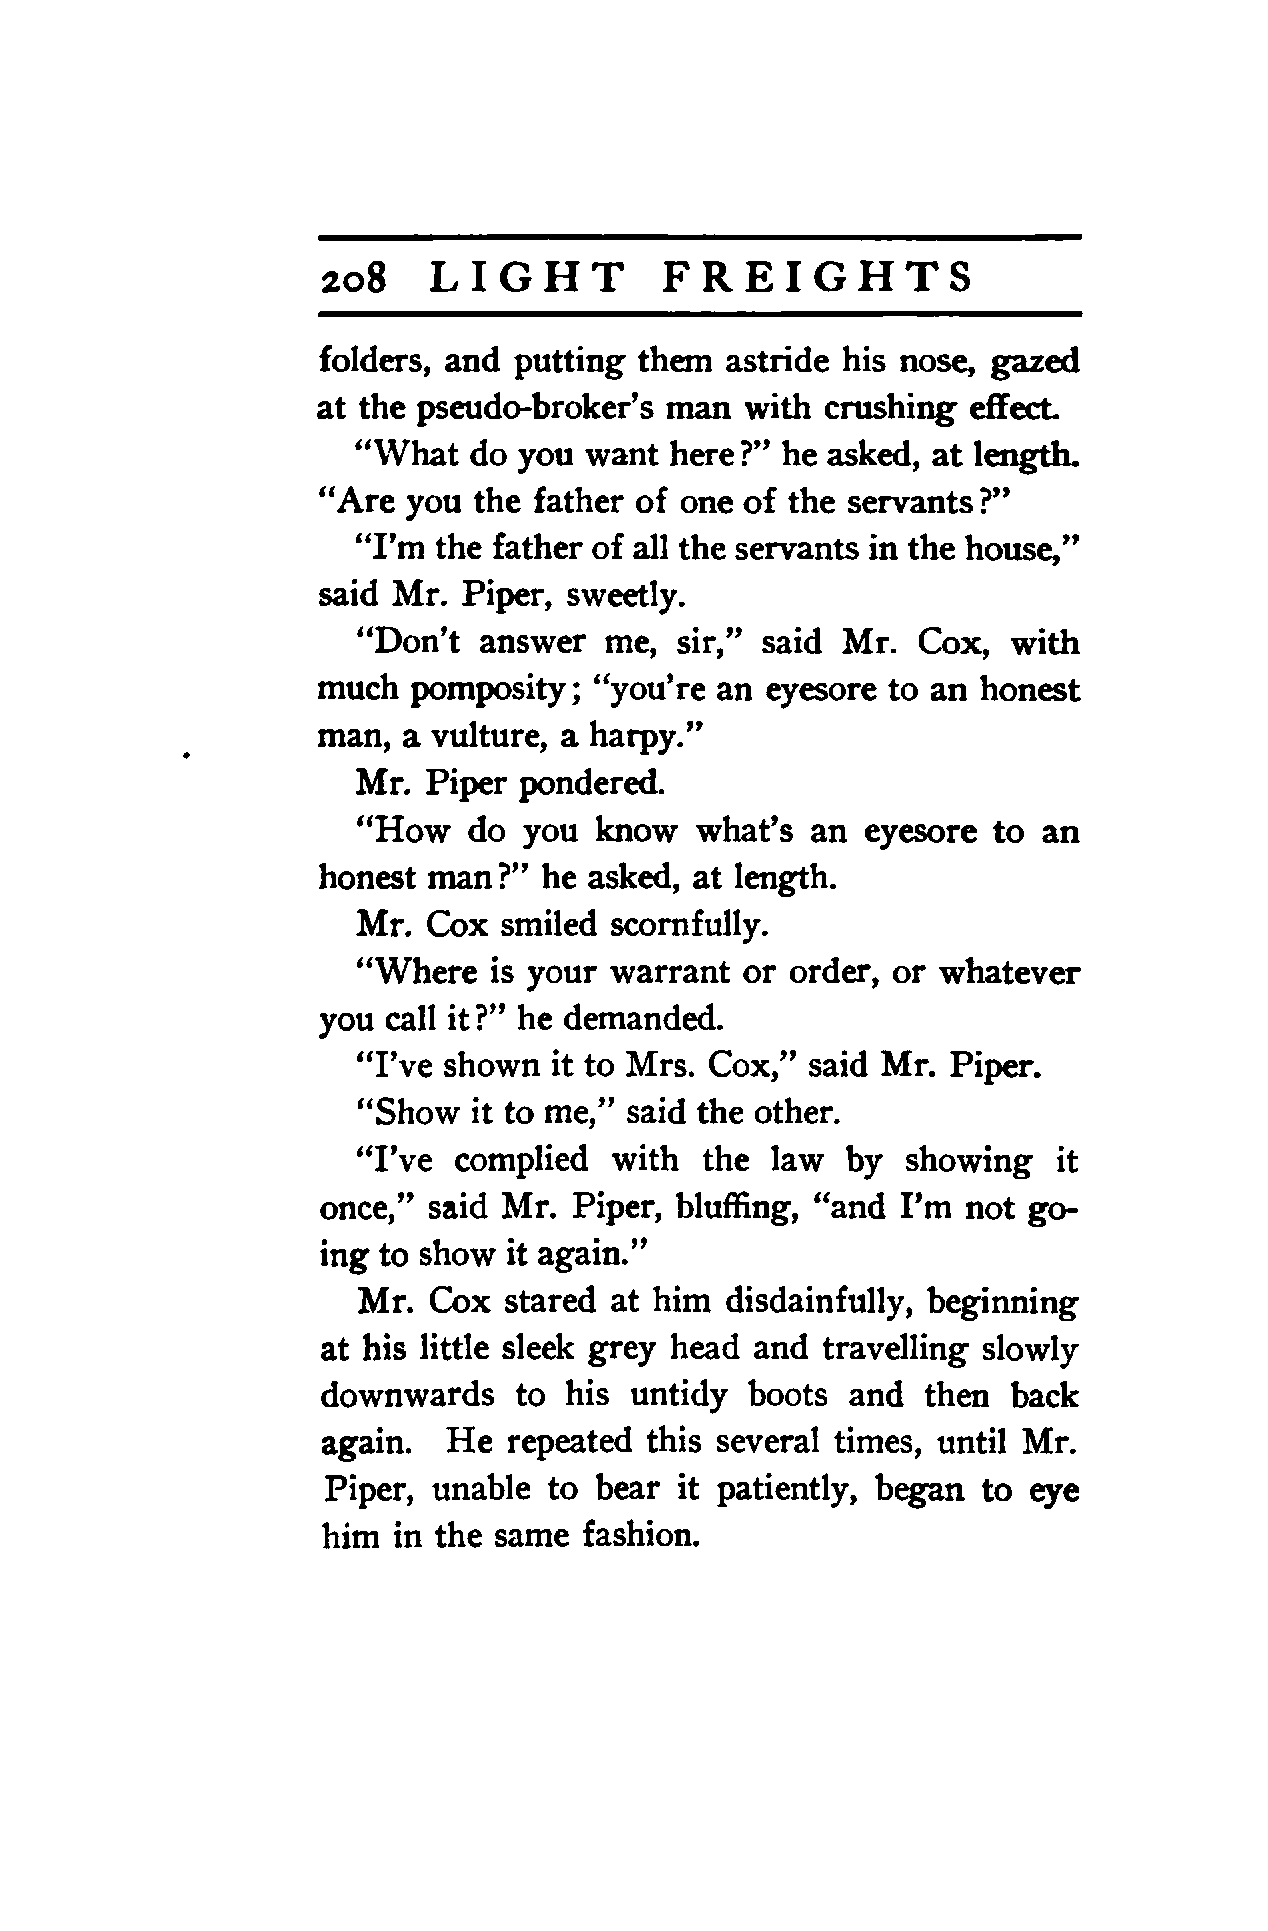 208 LIGHT FREIGHTS
folders, and putting them astride his nose, gazed
at the pseudo-broker's man with crushing effect.
"What do you want here?" he asked, at length.
"Are you the father of one of the servants?"
"I'm the father of all the servants in the house,"
said Mr. Piper, sweetly.
"Don't answer me, sir," said Mr. Cox, with
much pomposity; "you're an eyesore to an honest
man, a vulture, a harpy."
Mr. Piper pondered.
"How do you know what's an eyesore to an
honest man?" he asked, at length.
Mr. Cox smiled scornfully.
"Where is your warrant or order, or whatever
you call it?" he demanded.
"I've shown it to Mrs. Cox," said Mr. Piper.
"Show it to me," said the other.
"I've complied with the law by showing it
once," said Mr. Piper, bluffing, "and I'm not go-
ing to show it again."
Mr. Cox stared at him disdainfully, beginning
at his little sleek grey head and travelling slowly
downwards to his untidy boots and then back
again. He repeated this several times, until Mr.
Piper, unable to bear it patiently, began to eye
him in the same fashion.